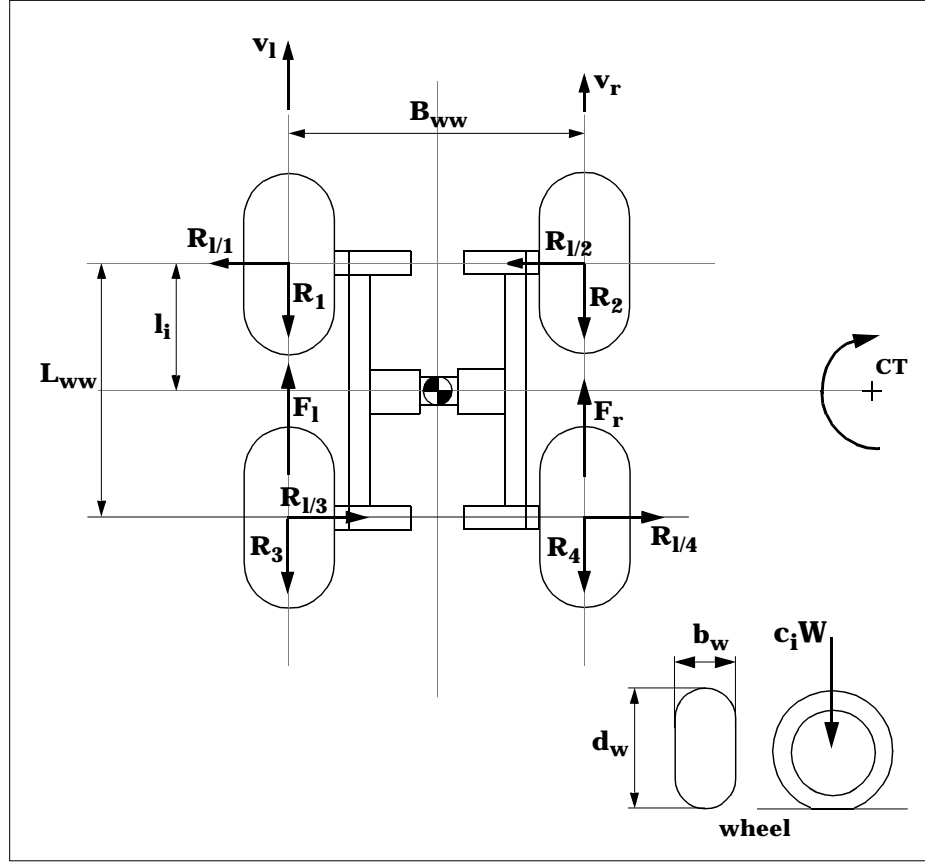 v_l
v_r
B_ww
R_l/1
R_l/2
R_1
R_2
l_i
L_ww
CT
F_l
F_r
R_l/3
R_3
R_4
R_l/4
b_w
c_iW
d_w
wheel